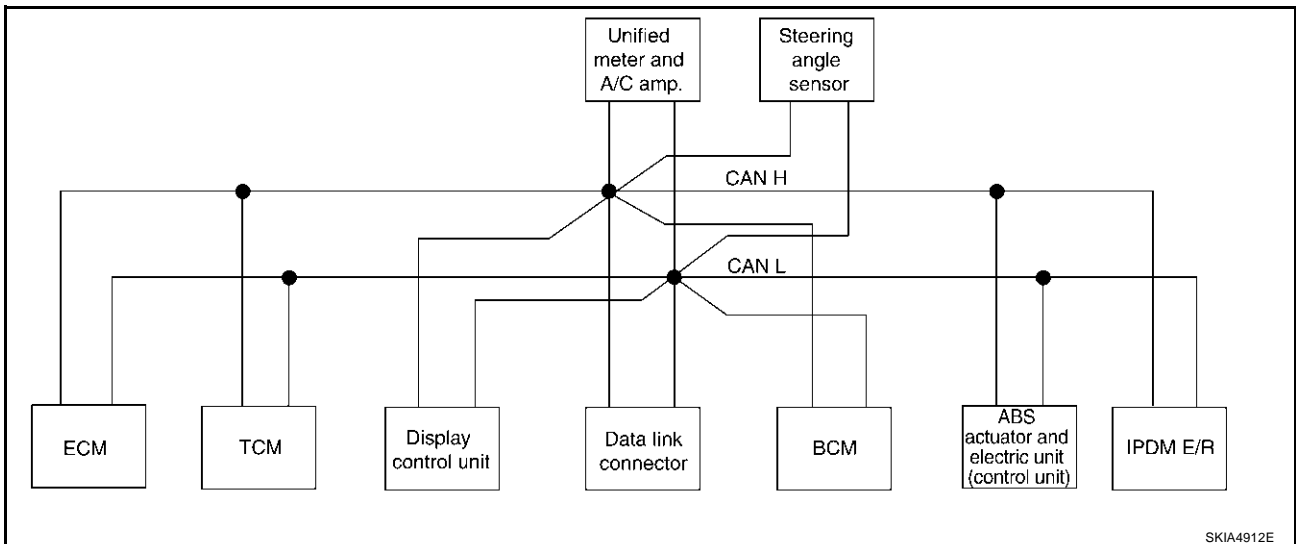 Unified
meter and
A/C amp.
Steering
angle
sensor
CAN H
CAN L
ECM
TCM
Display
control unit
Data link
connector
BCM
ABS
actuator and
electric unit
(control unit)
IPDM E/R
SKIA4912E